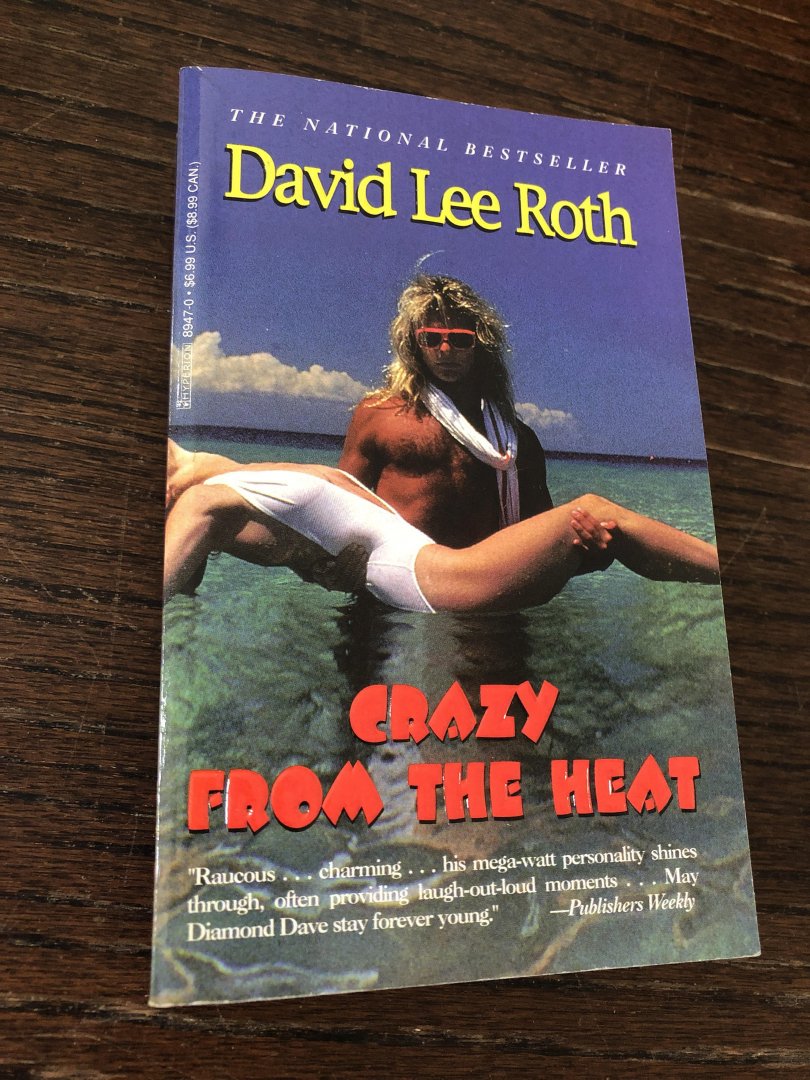 THE NATIONAL BESTSELLER
David Lee Roth
HYPERION 8947-0 • $6.99 U.S. ($8.99 CAN.)
CRAZY
FROM THE HEAT
"Raucous . . . charming . . . his mega-watt personality shines
through, often providing laugh-out-loud moments . . . May
Diamond Dave stay forever young."
—Publishers Weekly